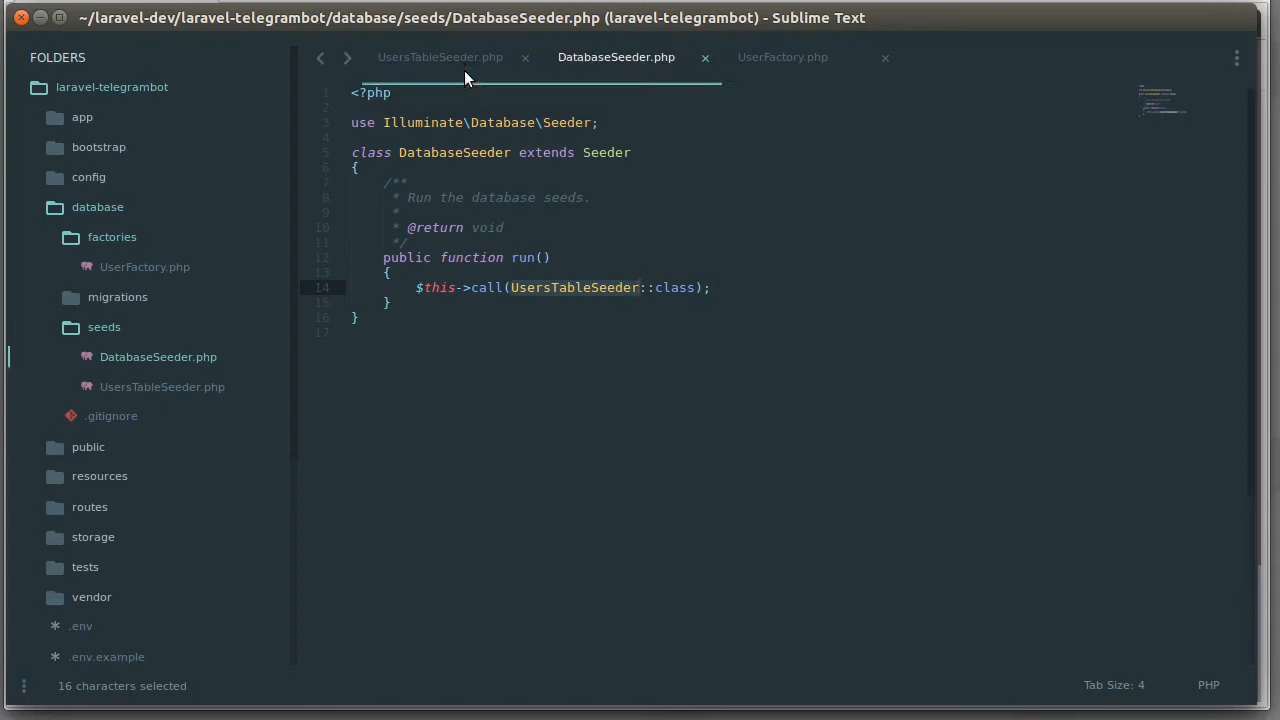 ~/laravel-dev/laravel-telegrambot/database/seeds/DatabaseSeeder.php (laravel-telegrambot) - Sublime Text
FOLDERS
laravel-telegrambot
app
bootstrap
config
database
factories
UserFactory.php
migrations
seeds
DatabaseSeeder.php
UsersTableSeeder.php
.gitignore
public
resources
routes
storage
tests
vendor
* .env
* .env.example
UsersTableSeeder.php × DatabaseSeeder.php × UserFactory.php ×
1 <?php
2
3 use Illuminate\Database\Seeder;
4
5 class DatabaseSeeder extends Seeder
6 {
7     /**
8      * Run the database seeds.
9      *
10      * @return void
11      */
12     public function run()
13     {
14         $this->call(UsersTableSeeder::class);
15     }
16 }
17
16 characters selected
Tab Size: 4 PHP